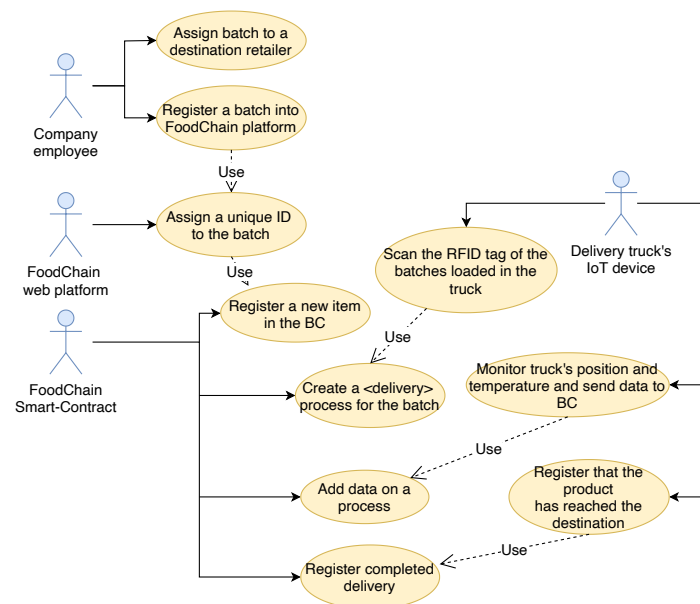 Assign batch to a
destination retailer
Company
employee
Register a batch into
FoodChain platform
Use
FoodChain
web platform
Assign a unique ID
to the batch
Use
Scan the RFID tag of the
batches loaded in the
truck
Delivery truck's
IoT device
Register a new item
in the BC
Use
FoodChain
Smart-Contract
Create a <delivery>
process for the batch
Monitor truck's position and
temperature and send data to
BC
Use
Add data on a
process
Register that the
product
has reached the
destination
Use
Register completed
delivery